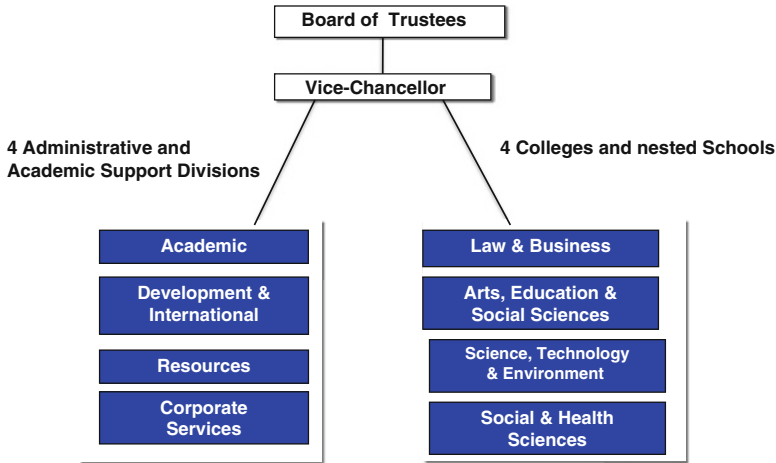 Board of Trustees
Vice-Chancellor
4 Administrative and
Academic Support Divisions
4 Colleges and nested Schools
Academic
Development &
International
Resources
Corporate
Services
Law & Business
Arts, Education &
Social Sciences
Science, Technology
& Environment
Social & Health
Sciences